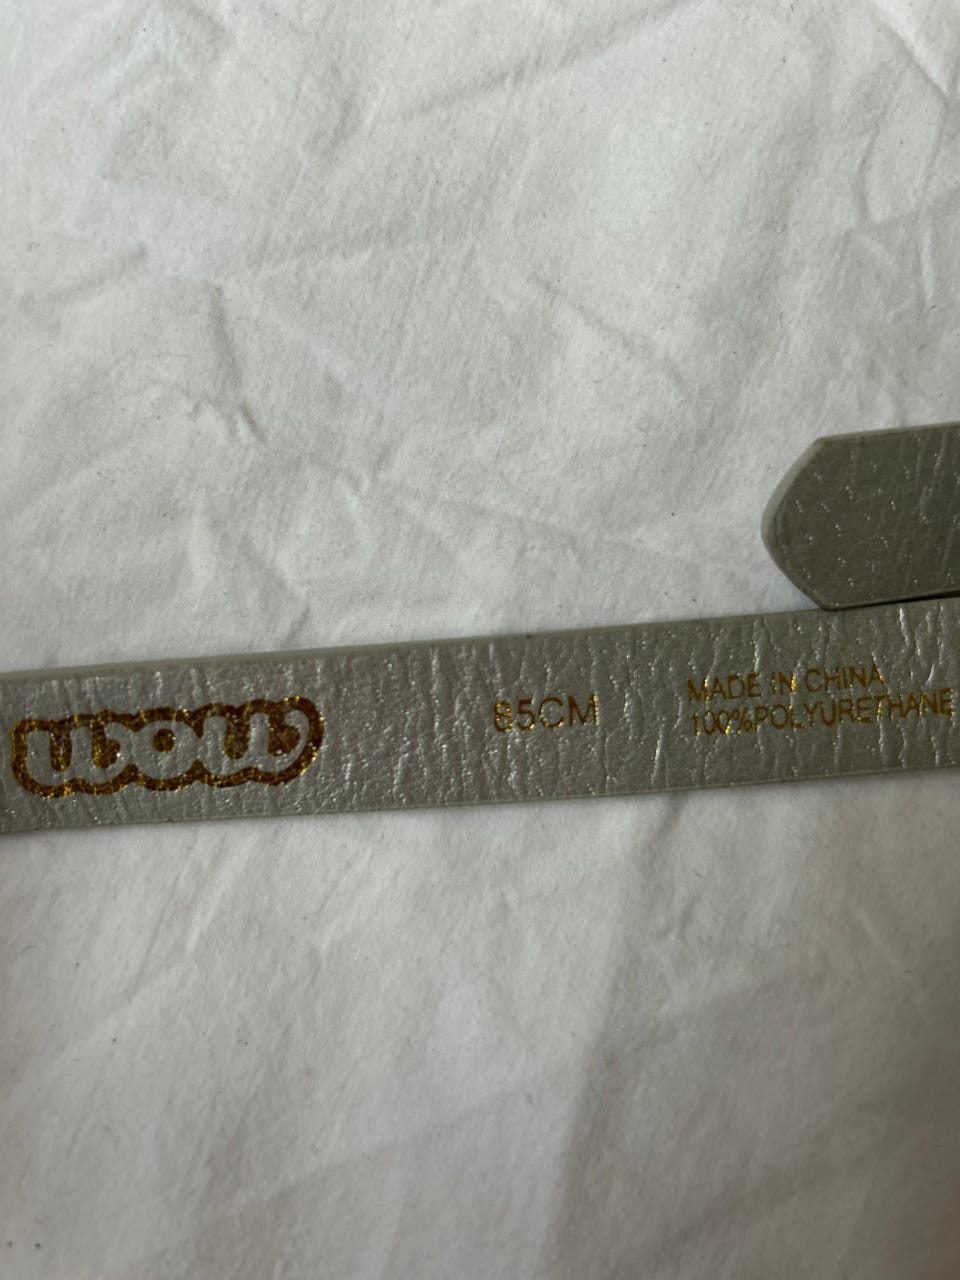 wow
85CM
MADE IN CHINA
100%POLYURETHANE